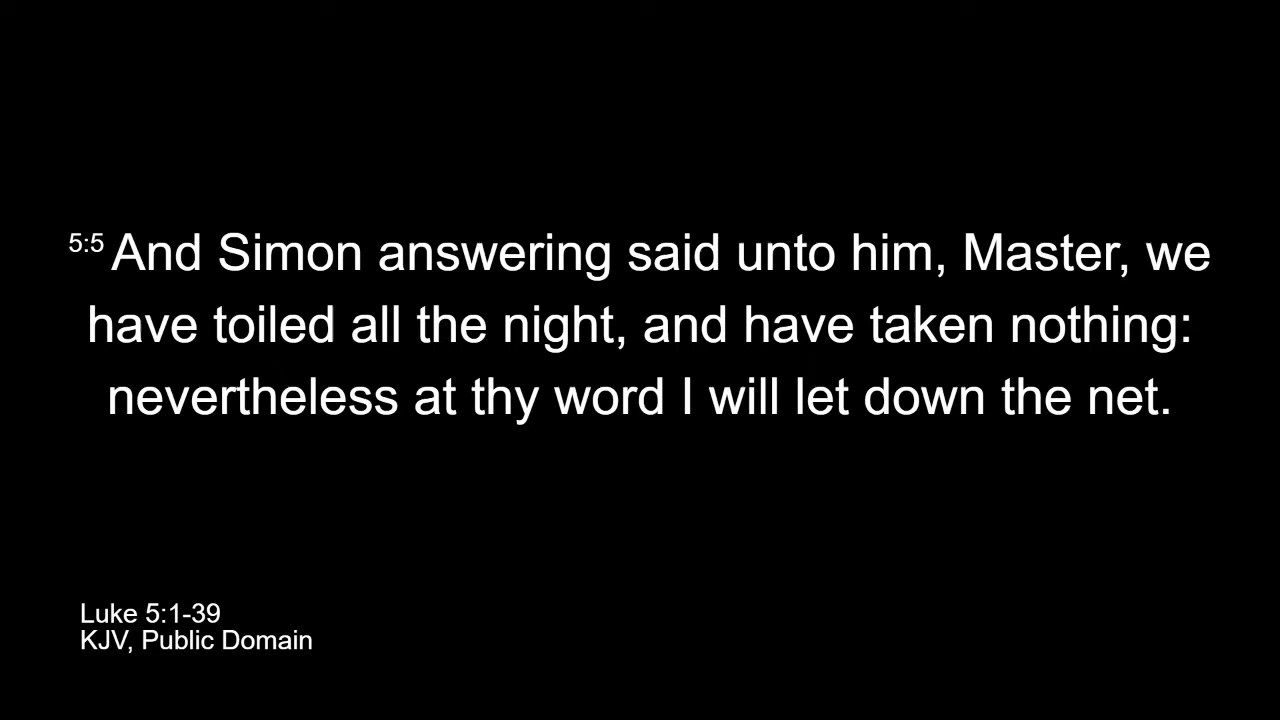 5:5 And Simon answering said unto him, Master, we
have toiled all the night, and have taken nothing:
nevertheless at thy word I will let down the net.
Luke 5:1-39
KJV, Public Domain